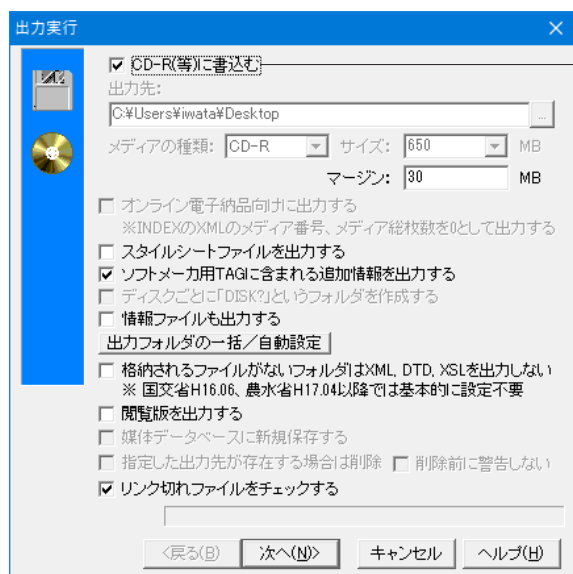 出力実行
CD-R(等)に書込む
出力先:
C:¥Users¥iwata¥Desktop
...
メディアの種類: CD-R サイズ: 650 MB
マージン: 30 MB
オンライン電子納品向けに出力する
※INDEXのXMLのメディア番号、メディア総枚数を0として出力する
スタイルシートファイルを出力する
ソフトメーカ用TAGに含まれる追加情報を出力する
ディスクごとに「DISK?」というフォルダを作成する
情報ファイルも出力する
出力フォルダの一括/自動設定
格納されるファイルがないフォルダはXML, DTD, XSLを出力しない
※ 国交省H16.06、農水省H17.04以降では基本的に設定不要
閲覧版を出力する
媒体データベースに新規保存する
指定した出力先が存在する場合は削除 削除前に警告しない
リンク切れファイルをチェックする
<戻る(B) 次へ(N)> キャンセル ヘルプ(H)